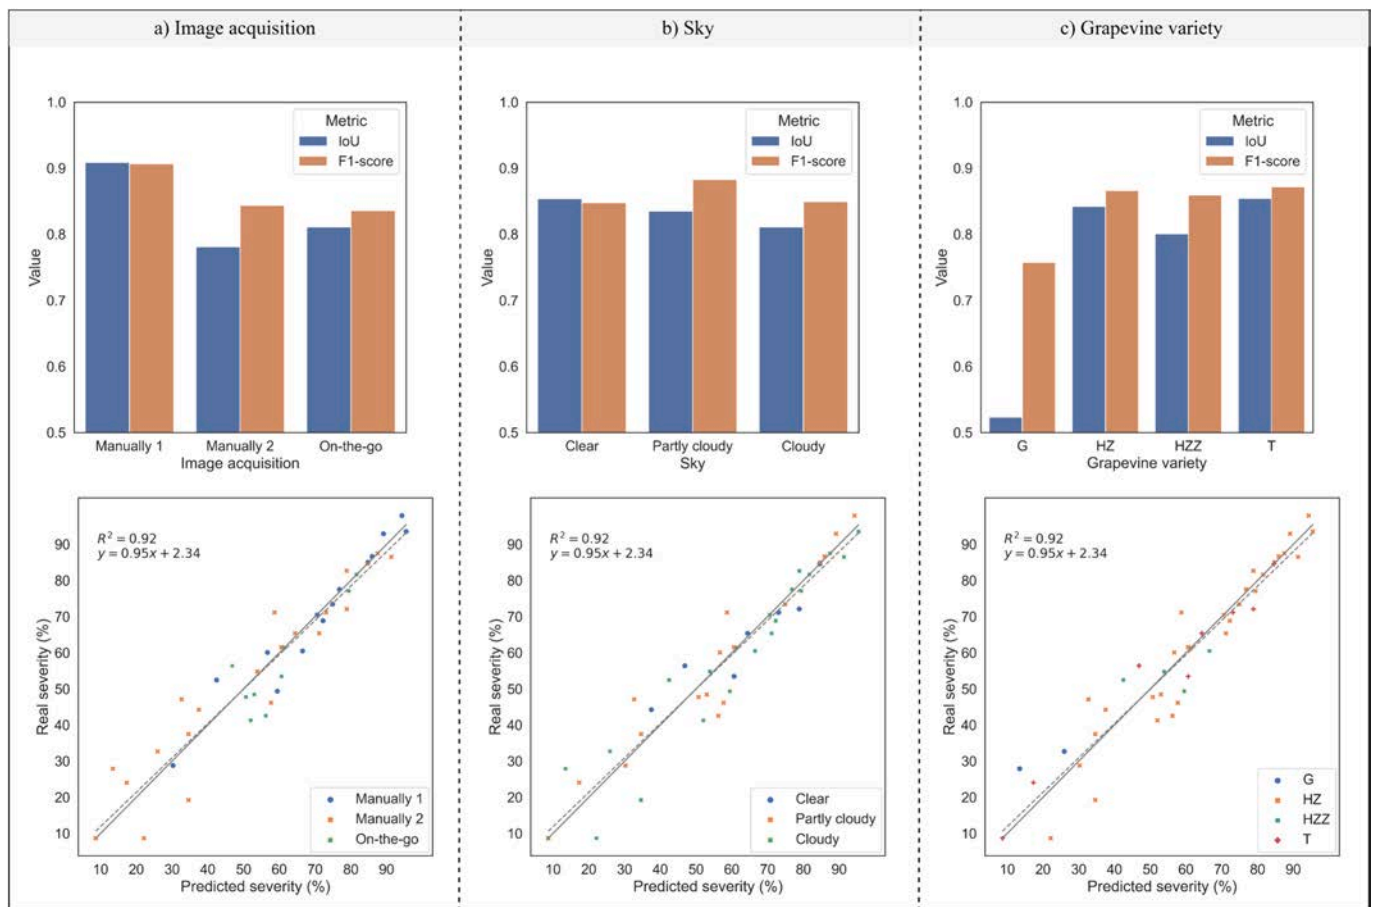 a) Image acquisition
b) Sky
c) Grapevine variety
1.0
0.9
0.8
0.7
0.6
0.5
Value
Metric
IoU
F1-score
Manually 1 Manually 2 On-the-go
Image acquisition
1.0
0.9
0.8
0.7
0.6
0.5
Value
Metric
IoU
F1-score
Clear Partly cloudy Cloudy
Sky
1.0
0.9
0.8
0.7
0.6
0.5
Value
Metric
IoU
F1-score
G HZ HZZ T
Grapevine variety
R² = 0.92
y = 0.95x + 2.34
90
80
70
60
50
40
30
20
10
Real severity (%)
Manually 1
Manually 2
On-the-go
10 20 30 40 50 60 70 80 90
Predicted severity (%)
R² = 0.92
y = 0.95x + 2.34
90
80
70
60
50
40
30
20
10
Real severity (%)
Clear
Partly cloudy
Cloudy
10 20 30 40 50 60 70 80 90
Predicted severity (%)
R² = 0.92
y = 0.95x + 2.34
90
80
70
60
50
40
30
20
10
Real severity (%)
G
HZ
HZZ
T
10 20 30 40 50 60 70 80 90
Predicted severity (%)